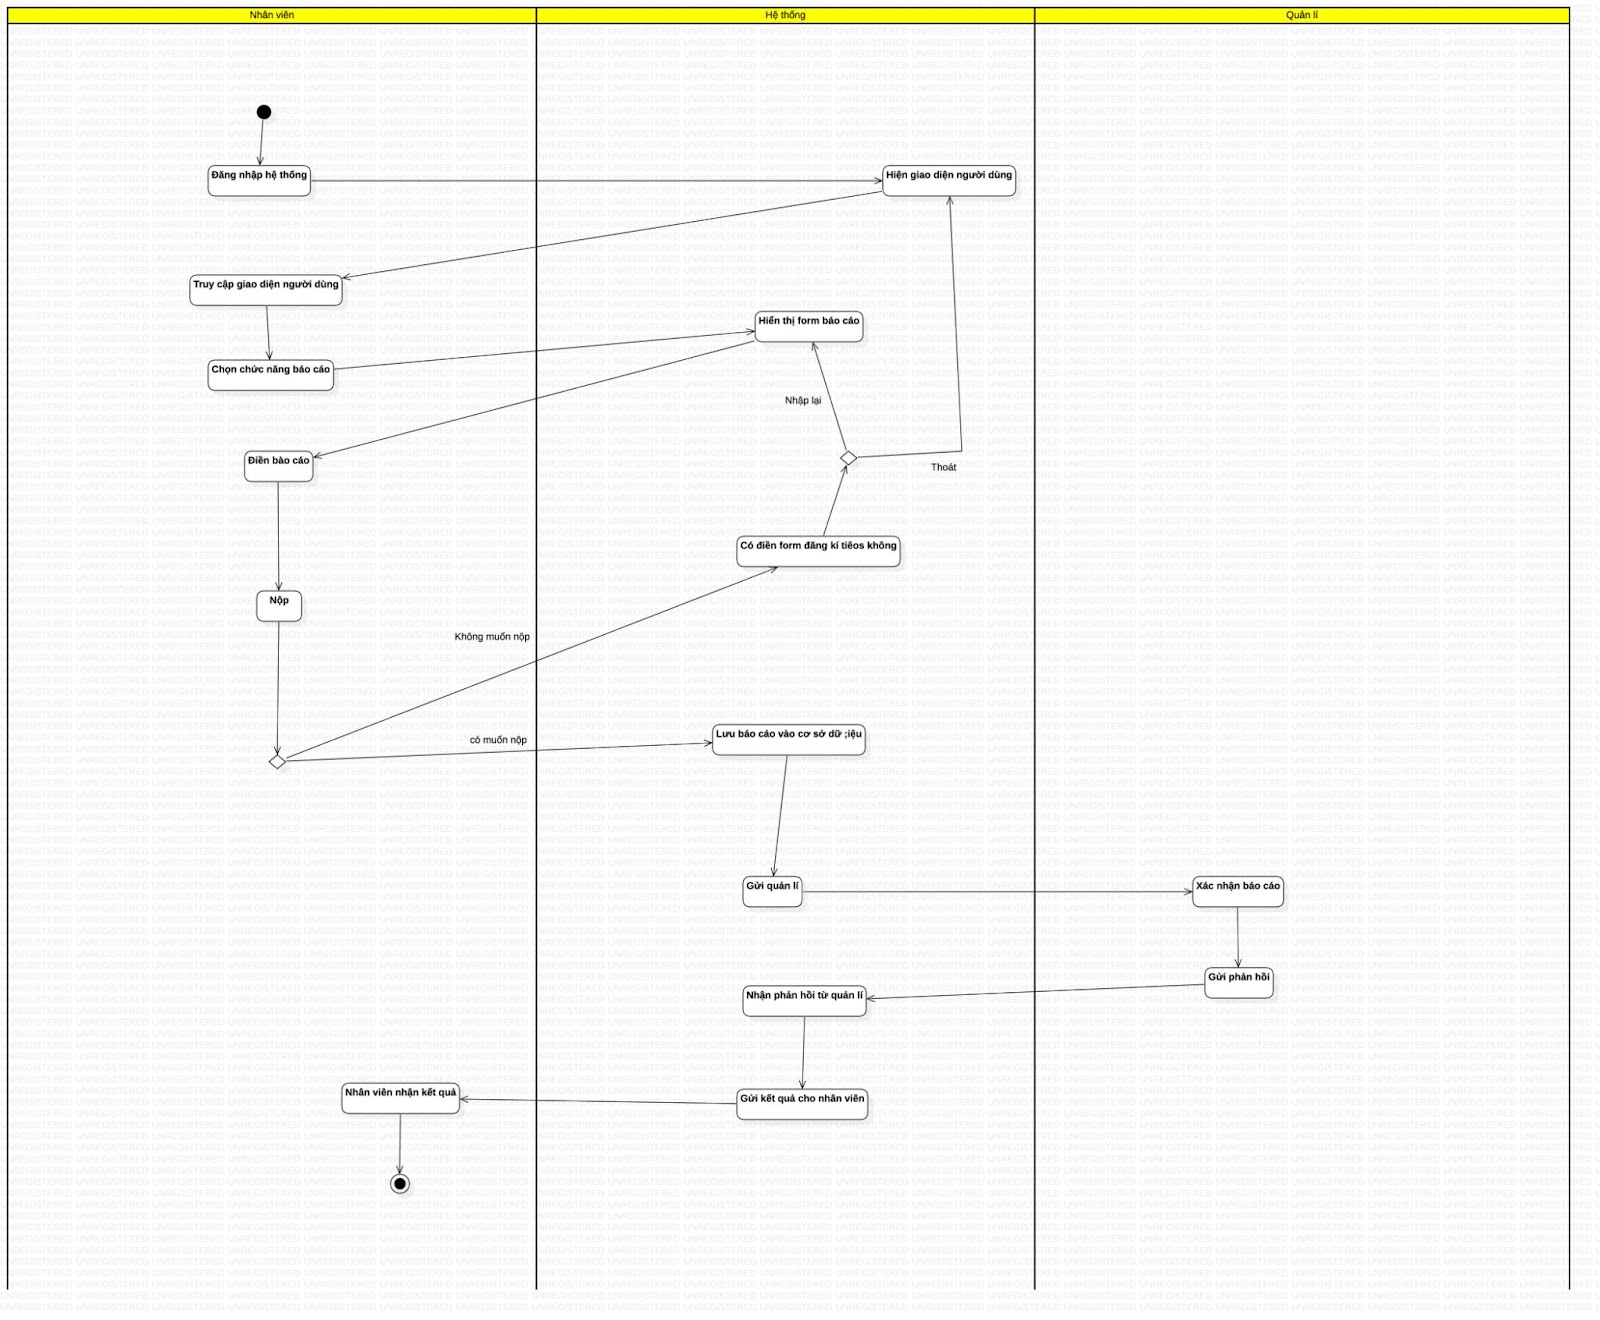 Nhân viên
Hệ thống
Quản lí
Đăng nhập hệ thống
Hiện giao diện người dùng
Truy cập giao diện người dùng
Hiển thị form báo cáo
Chọn chức năng báo cáo
Nhập lại
Điền bào cáo
Thoát
Có điền form đăng kí tiêos không
Nộp
Không muốn nộp
có muốn nộp
Lưu báo cáo vào cơ sở dữ ;iệu
Gửi quản lí
Xác nhận báo cáo
Gửi phản hồi
Nhận phản hồi từ quản lí
Nhân viên nhận kết quả
Gửi kết quả cho nhân viên
UNREGISTERED